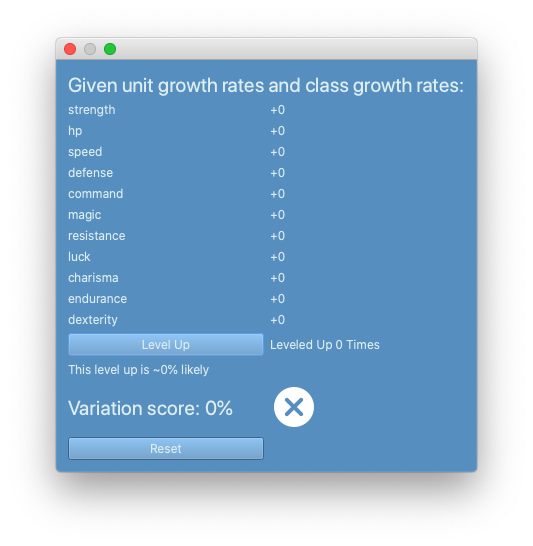 Given unit growth rates and class growth rates:
strength +0
hp +0
speed +0
defense +0
command +0
magic +0
resistance +0
luck +0
charisma +0
endurance +0
dexterity +0
Level Up Leveled Up 0 Times
This level up is ~0% likely
Variation score: 0%
Reset